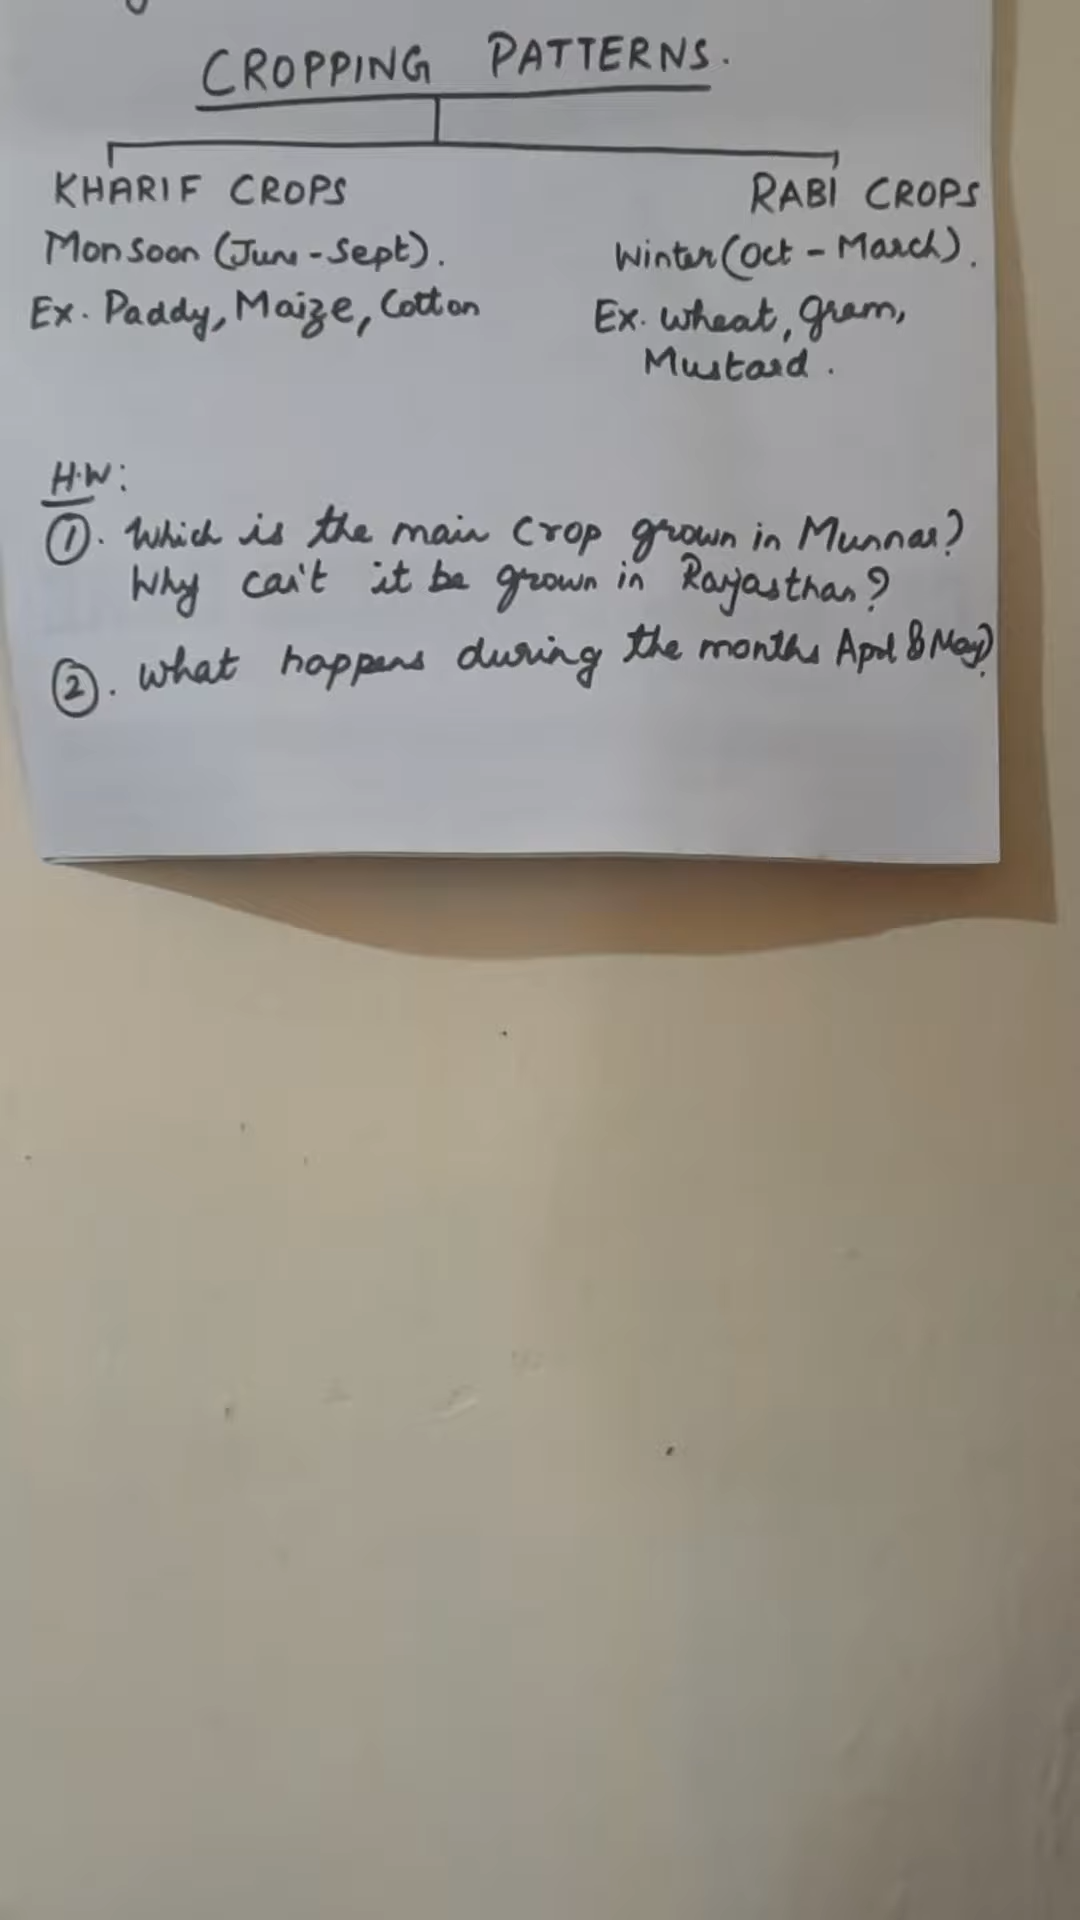 CROPPING PATTERNS.
KHARIF CROPS
Monsoon (June - Sept).
Ex. Paddy, Maize, Cotton
RABI CROPS
Winter (Oct - March).
Ex. Wheat, Gram,
Mustard.
H.W:
①. Which is the main crop grown in Munnar?
Why can't it be grown in Rajasthan?
②. What happens during the months April & May?